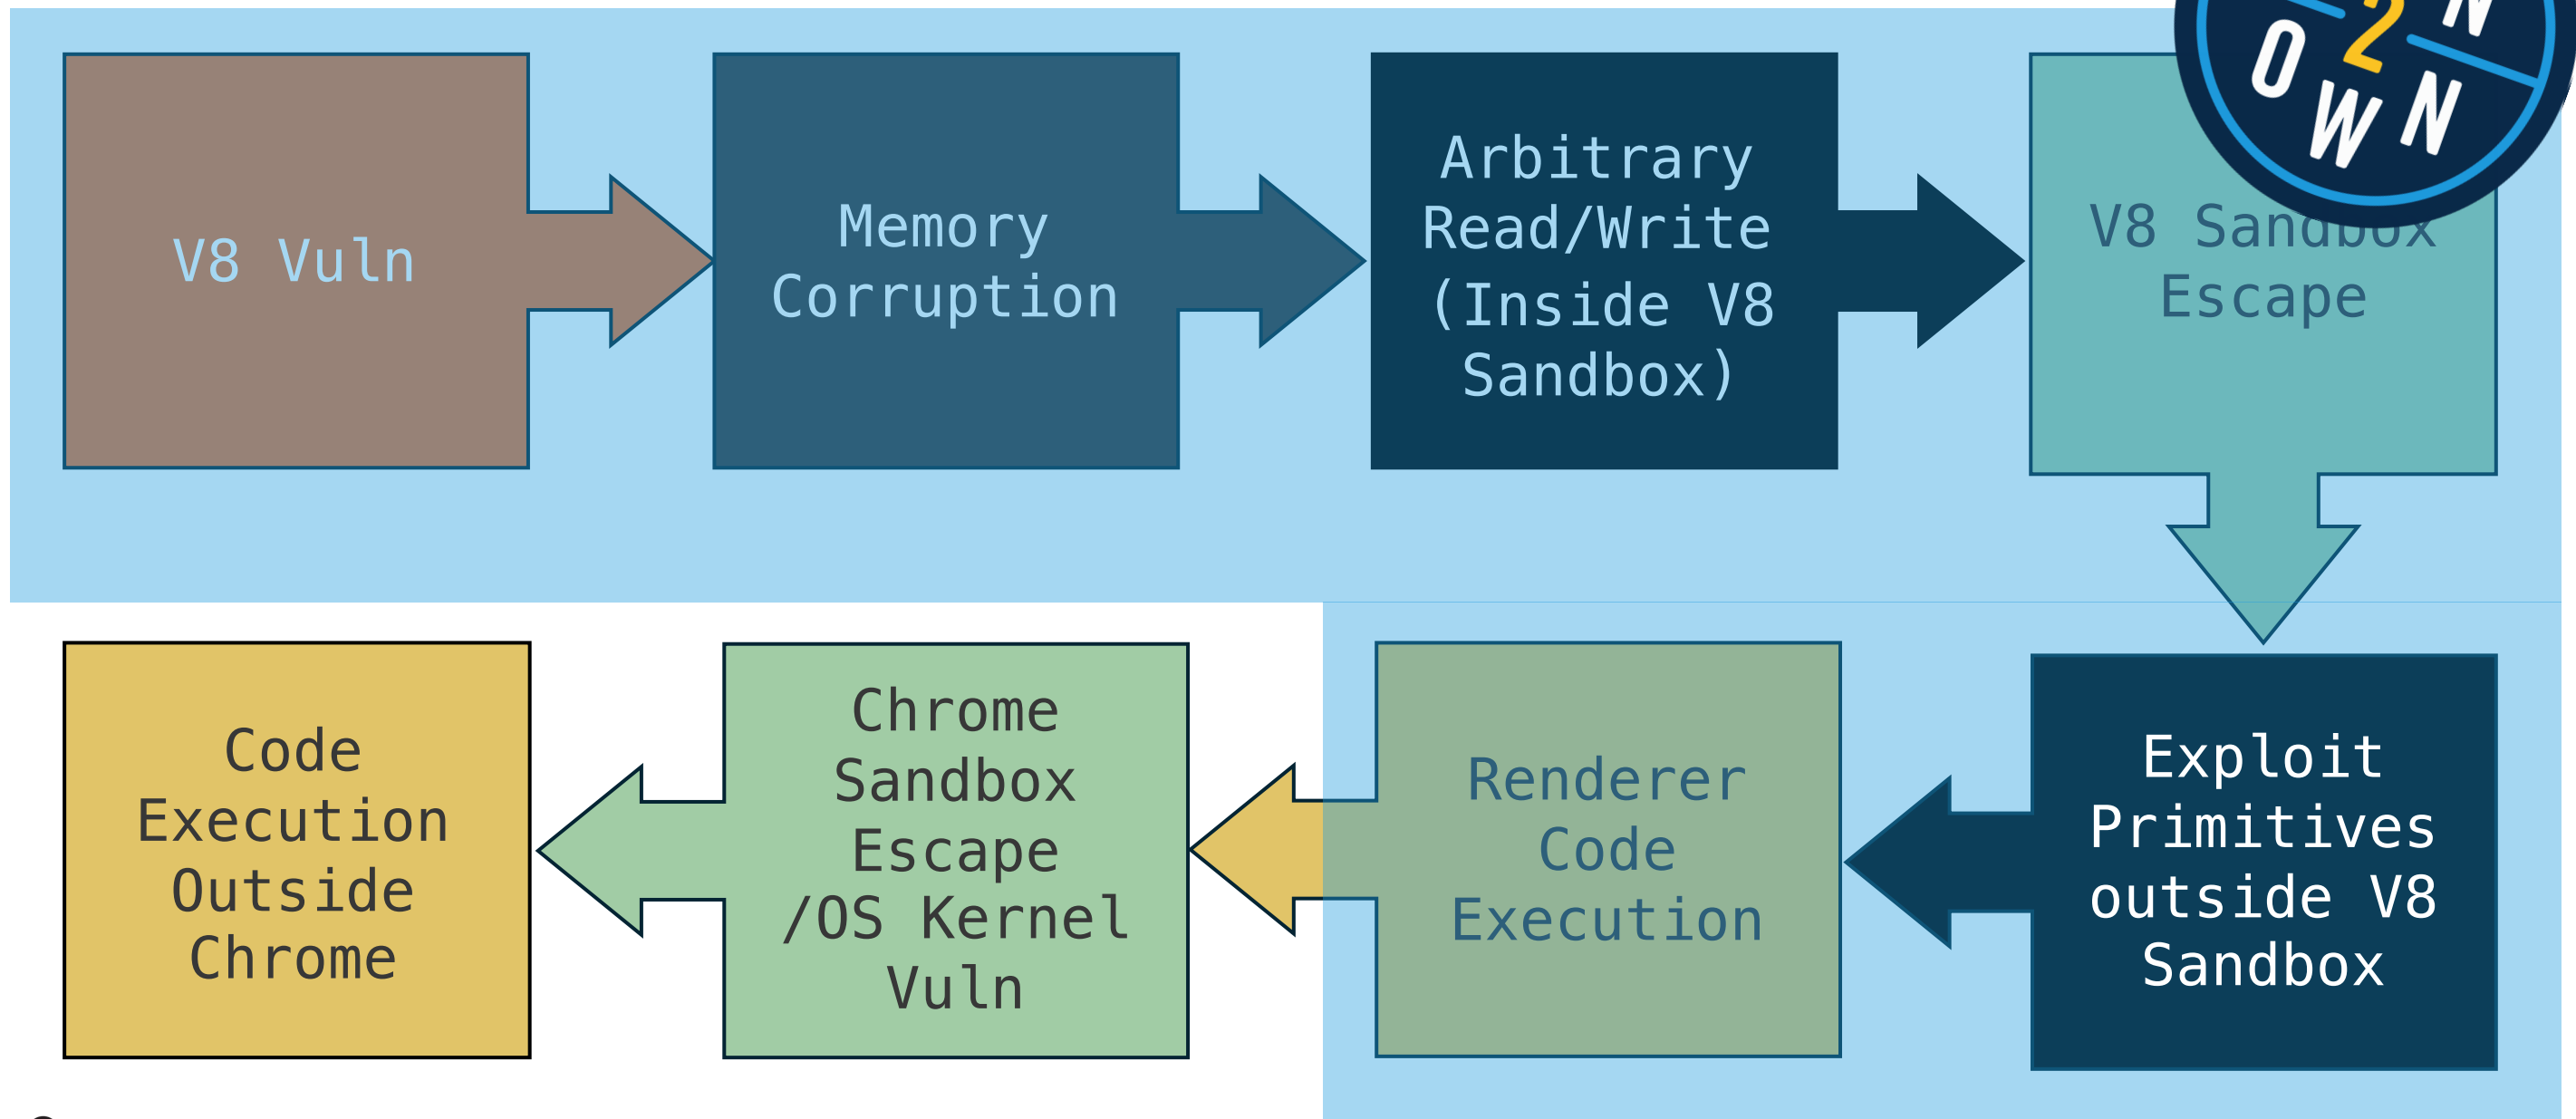 V8 Vuln
Memory
Corruption
Arbitrary
Read/Write
(Inside V8
Sandbox)
V8 Sandbox
Escape
2
N
OWN
Exploit
Primitives
outside V8
Sandbox
Renderer
Code
Execution
Chrome
Sandbox
Escape
/OS Kernel
Vuln
Code
Execution
Outside
Chrome